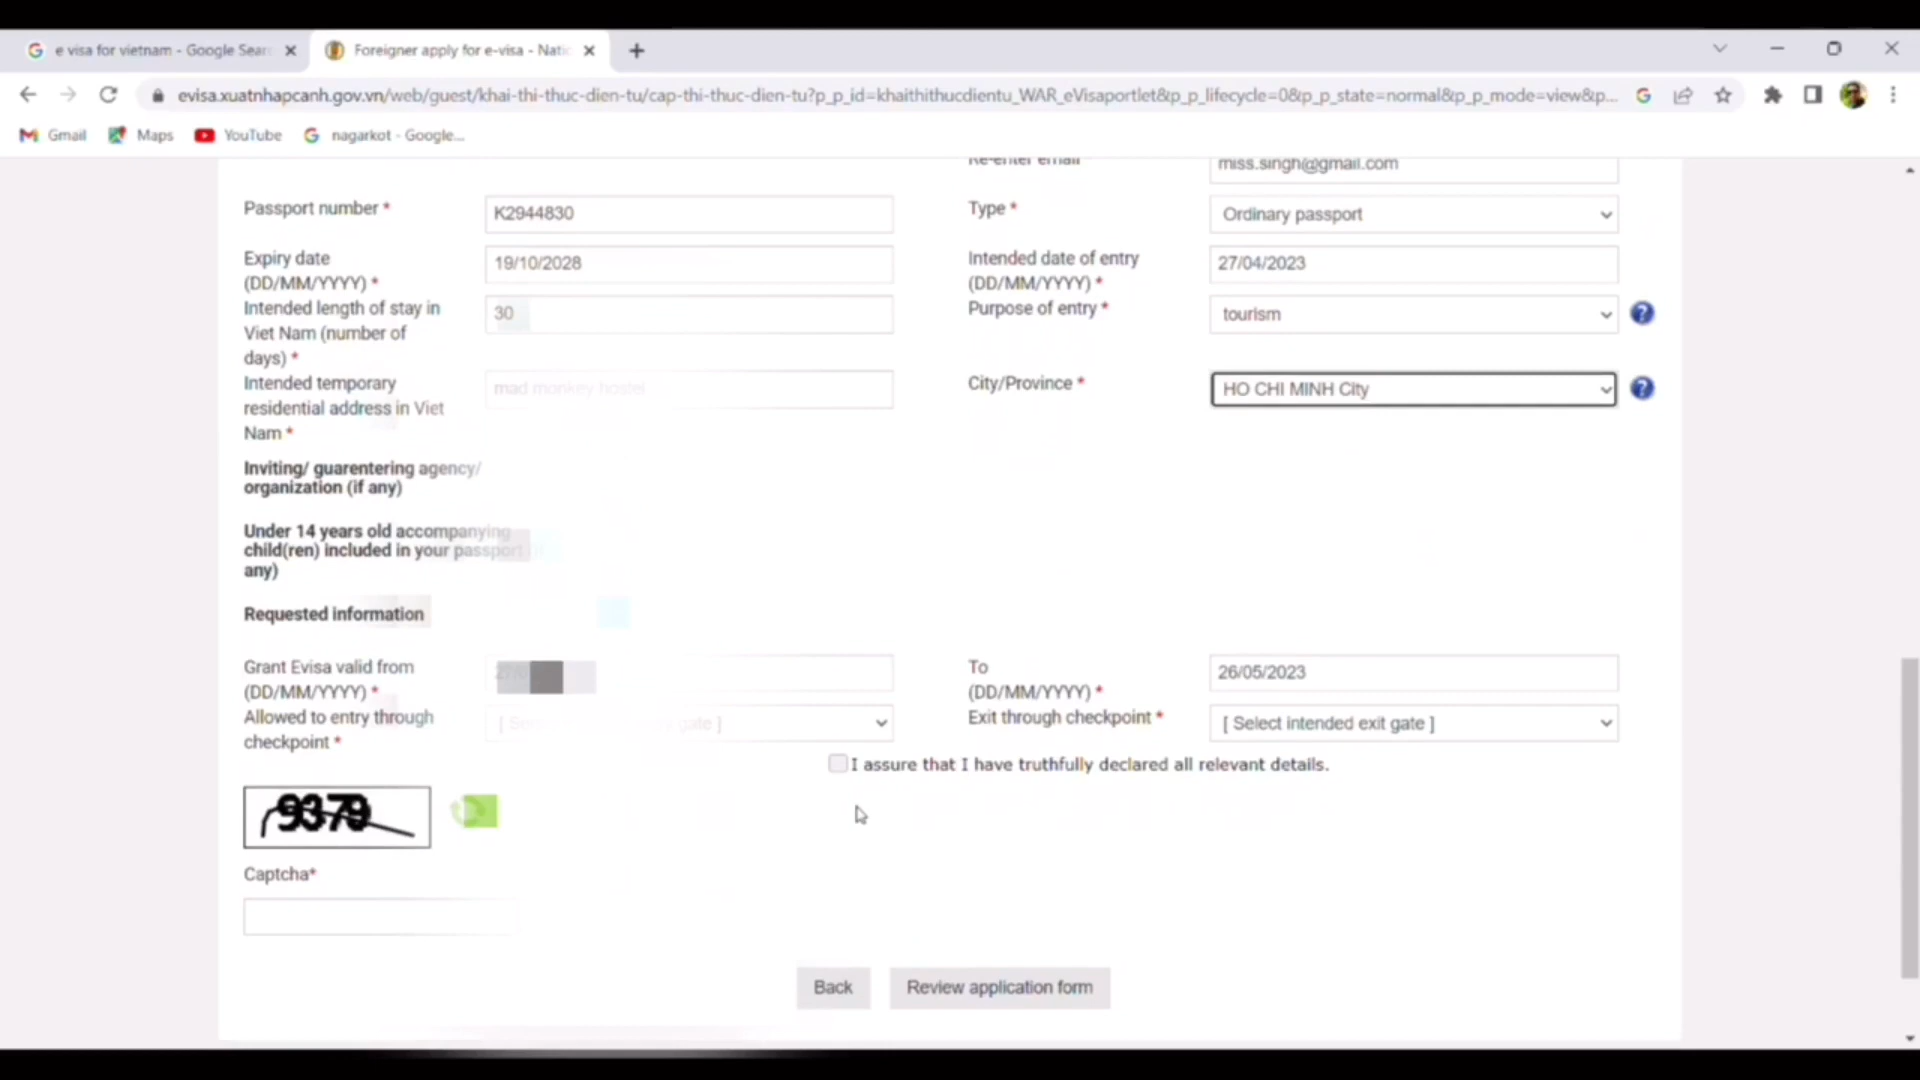 e visa for vietnam - Google Sear
Foreigner apply for e-visa - Natio
evisa.xuatnhapcanh.gov.vn/web/guest/khai-thi-thuc-dien-tu/cap-thi-thuc-dien-tu?p_p_id=khaithithucdientu_WAR_eVisaportlet&p_p_lifecycle=0&p_p_state=normal&p_p_mode=view&p...
Gmail Maps YouTube nagarkot - Google...
Re-enter email miss.singh@gmail.com
Passport number * K2944830 Type * Ordinary passport
Expiry date 19/10/2028 Intended date of entry 27/04/2023
(DD/MM/YYYY) * (DD/MM/YYYY) *
Intended length of stay in 30 Purpose of entry * tourism
Viet Nam (number of
days) *
Intended temporary mad monkey hostel City/Province * HO CHI MINH City
residential address in Viet
Nam *
Inviting/ guarentering agency/
organization (if any)
Under 14 years old accompanying
child(ren) included in your passport
any)
Requested information
Grant Evisa valid from To 26/05/2023
(DD/MM/YYYY) * (DD/MM/YYYY) *
Allowed to entry through gate ] Exit through checkpoint * [ Select intended exit gate ]
checkpoint *
I assure that I have truthfully declared all relevant details.
9379
Captcha*
Back Review application form